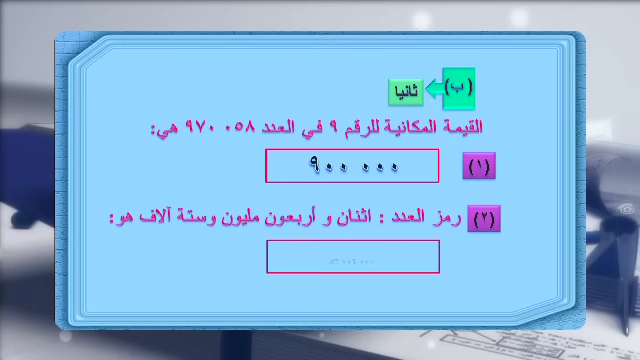 (ب)
ثانيا
القيمة المكانية للرقم ٩ في العدد ٠٥٨ ٩٧٠ هي:
(١)
٩٠٠ ٠٠٠
(٢) رمز العدد : اثنان و أربعون مليون وستة آلاف هو: